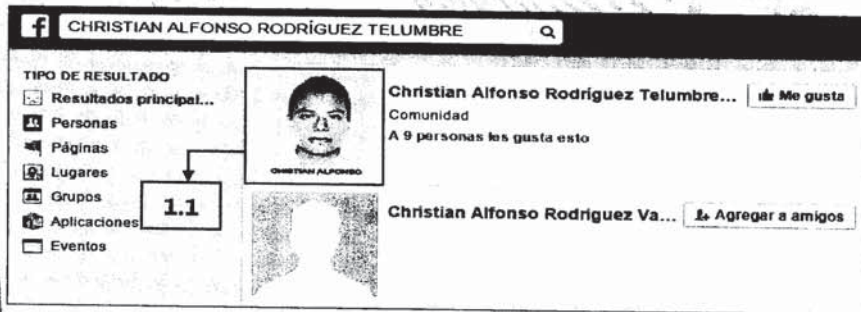 f CHRISTIAN ALFONSO RODRÍGUEZ TELUMBRE
TIPO DE RESULTADO
Resultados principal...
Personas
Páginas
Lugares
Grupos
Aplicaciones
Eventos
1.1
CHRISTIAN ALFONSO
Christian Alfonso Rodríguez Telumbre... Me gusta
Comunidad
A 9 personas les gusta esto
Christian Alfonso Rodriguez Va... Agregar a amigos